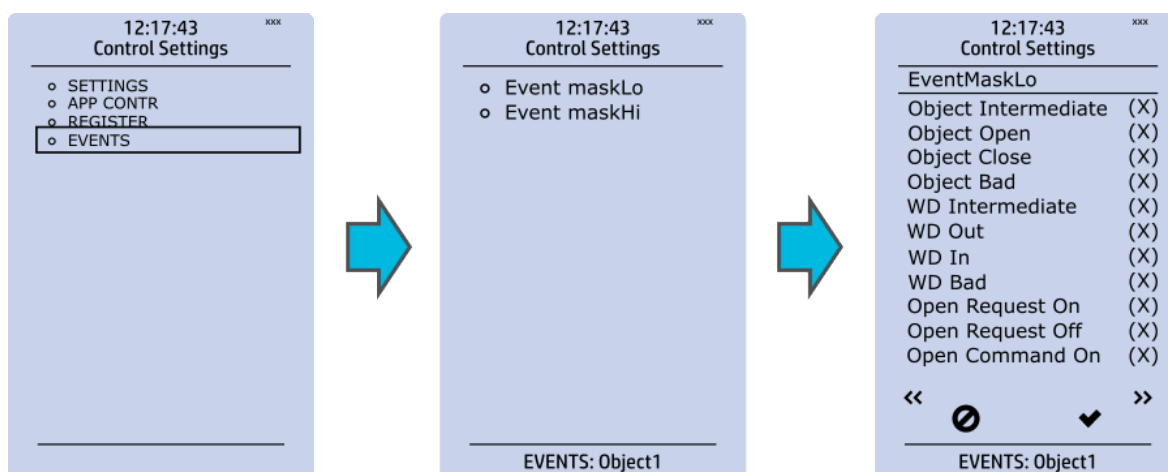 12:17:43 xxx
Control Settings
SETTINGS
APP CONTR
REGISTER
EVENTS
12:17:43 xxx
Control Settings
Event maskLo
Event maskHi
EVENTS: Object1
12:17:43 xxx
Control Settings
EventMaskLo
Object Intermediate (X)
Object Open (X)
Object Close (X)
Object Bad (X)
WD Intermediate (X)
WD Out (X)
WD In (X)
WD Bad (X)
Open Request On (X)
Open Request Off (X)
Open Command On (X)
<< >>
EVENTS: Object1